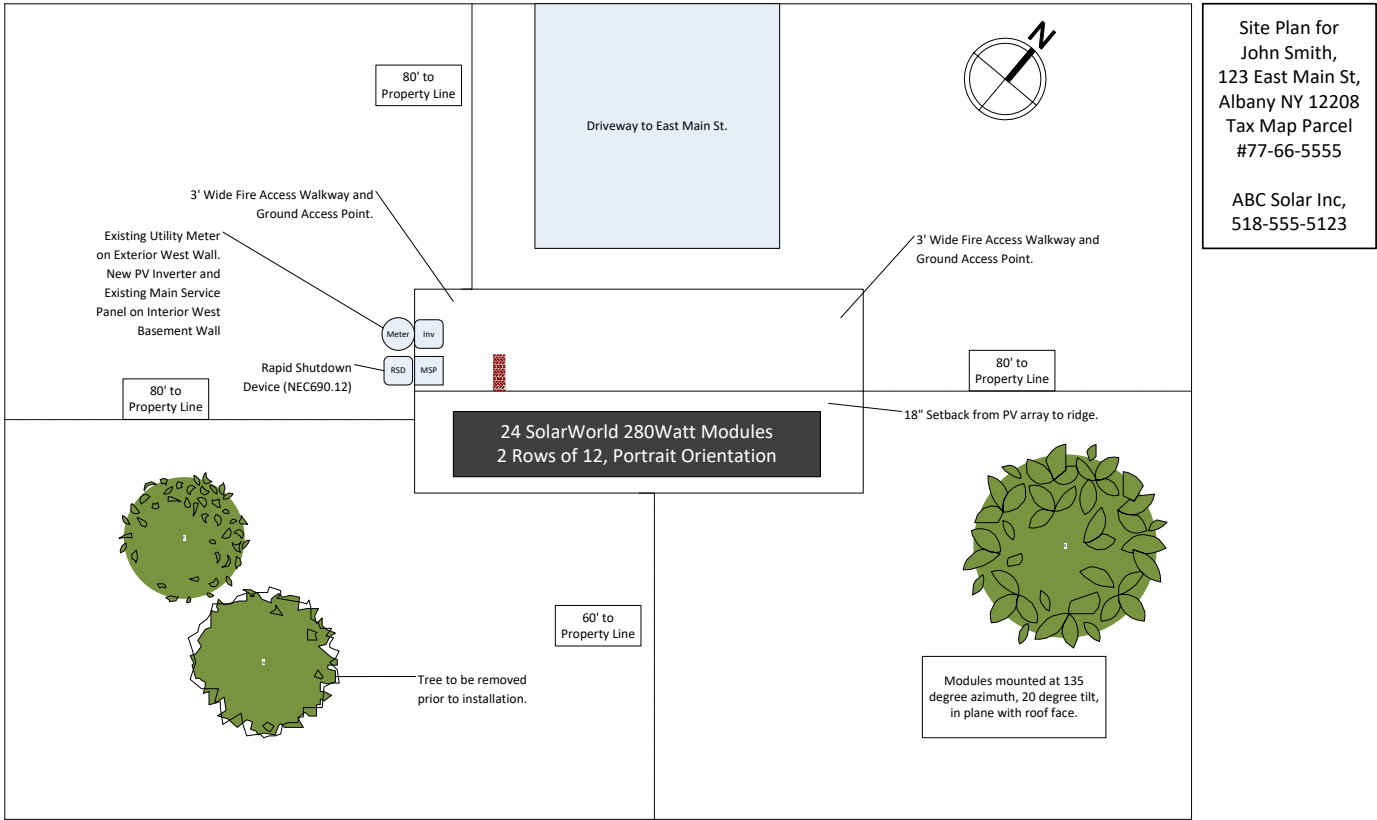 80' to
Property Line
Driveway to East Main St.
N
Site Plan for
John Smith,
123 East Main St,
Albany NY 12208
Tax Map Parcel
#77-66-5555
ABC Solar Inc,
518-555-5123
3' Wide Fire Access Walkway and
Ground Access Point.
Existing Utility Meter
on Exterior West Wall.
New PV Inverter and
Existing Main Service
Panel on Interior West
Basement Wall
3' Wide Fire Access Walkway and
Ground Access Point.
Meter
Inv
Rapid Shutdown
Device (NEC690.12)
RSD
MSP
80' to
Property Line
80' to
Property Line
18" Setback from PV array to ridge.
24 SolarWorld 280Watt Modules
2 Rows of 12, Portrait Orientation
60' to
Property Line
Tree to be removed
prior to installation.
Modules mounted at 135
degree azimuth, 20 degree tilt,
in plane with roof face.